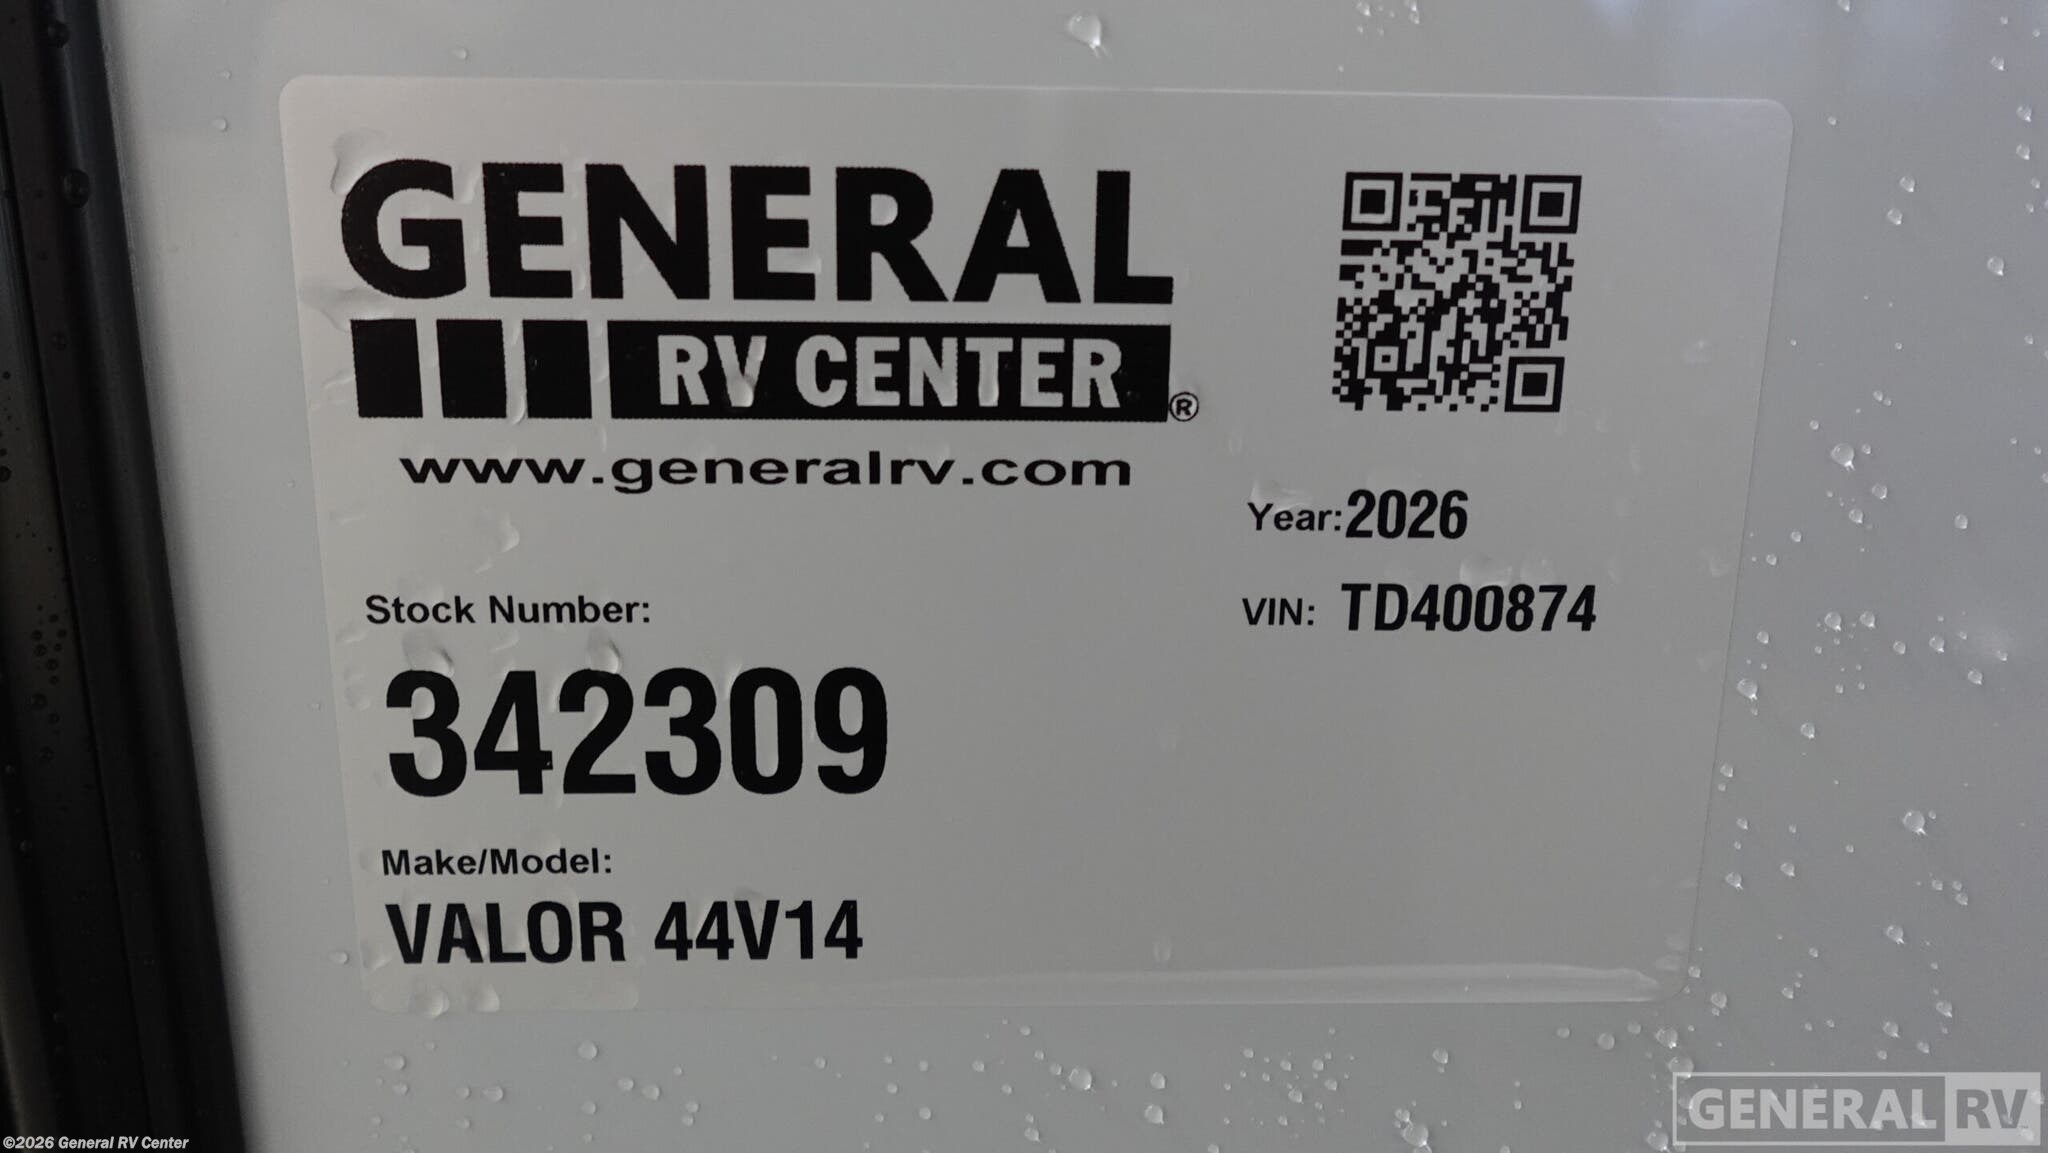 GENERAL
RV CENTER®
www.generalrv.com
Year: 2026
Stock Number:
VIN: TD400874
342309
Make/Model:
VALOR 44V14
GENERAL RV
©2026 General RV Center